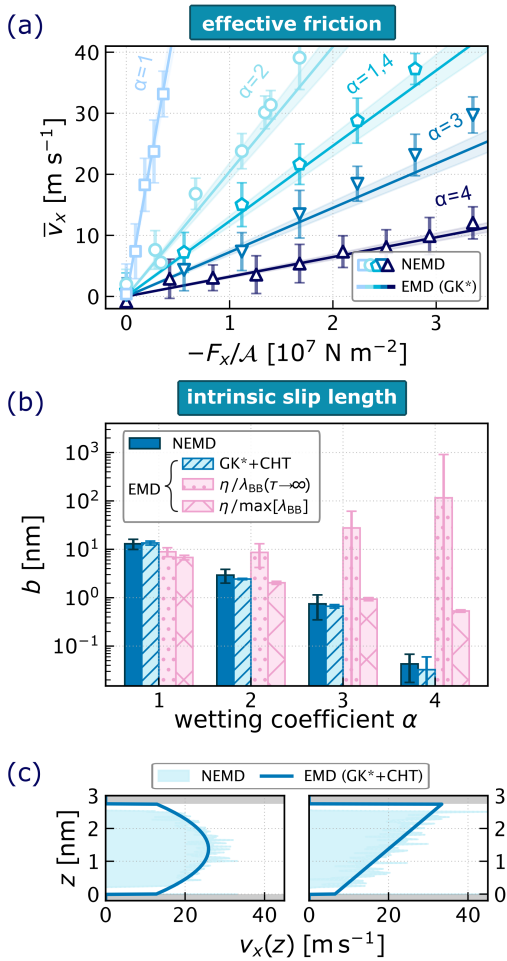 (a)
effective friction
40
30
20
10
0
v̄ₓ [m s⁻¹]
α=1
α=2
α=1,4
α=3
α=4
NEMD
EMD (GK*)
0
1
2
3
−Fₓ/𝒜 [10⁷ N m⁻²]
(b)
intrinsic slip length
10³
10²
10¹
10⁰
10⁻¹
b [nm]
NEMD
EMD
GK*+CHT
η/λ_BB(τ→∞)
η/max[λ_BB]
1
2
3
4
wetting coefficient α
(c)
NEMD
EMD (GK*+CHT)
3
2
1
0
z [nm]
3
2
1
0
0
20
40
0
20
40
vₓ(z) [m s⁻¹]